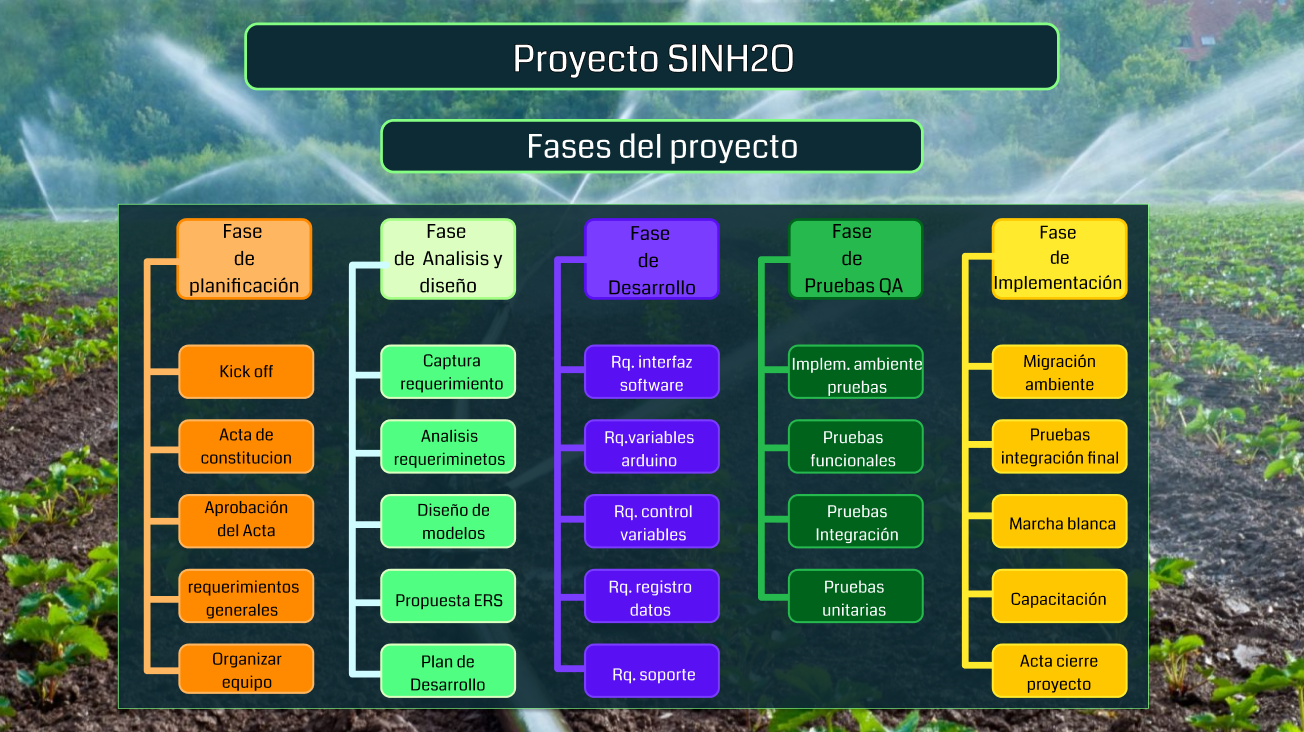 Proyecto SINH2O
Fases del proyecto
Fase
de
planificación
Kick off
Acta de
constitucion
Aprobación
del Acta
requerimientos
generales
Organizar
equipo
Fase
de Analisis y
diseño
Captura
requerimiento
Analisis
requeriminetos
Diseño de
modelos
Propuesta ERS
Plan de
Desarrollo
Fase
de
Desarrollo
Rq. interfaz
software
Rq.variables
arduino
Rq. control
variables
Rq. registro
datos
Rq. soporte
Fase
de
Pruebas QA
Implem. ambiente
pruebas
Pruebas
funcionales
Pruebas
Integración
Pruebas
unitarias
Fase
de
Implementación
Migración
ambiente
Pruebas
integración final
Marcha blanca
Capacitación
Acta cierre
proyecto